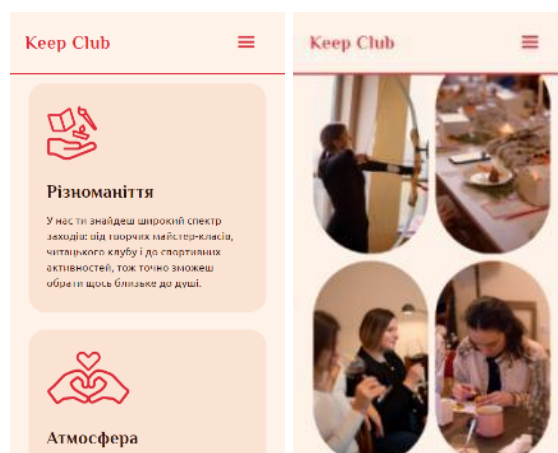 Keep Club
Різноманіття
У нас ти знайдеш широкий спектр
заходів: від творчих майстер-класів,
читацького клубу і до спортивних
активностей, тож точно зможеш
обрати щось близьке до душі.
Атмосфера
Keep Club